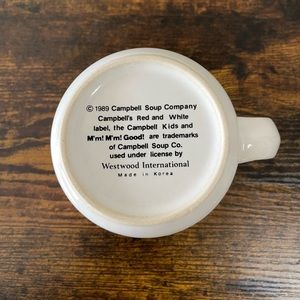 © 1989 Campbell Soup Company
Campbell's Red and White
label, the Campbell Kids and
M'm! M'm! Good! are trademarks
of Campbell Soup Co.
used under license by
Westwood International
Made in Korea